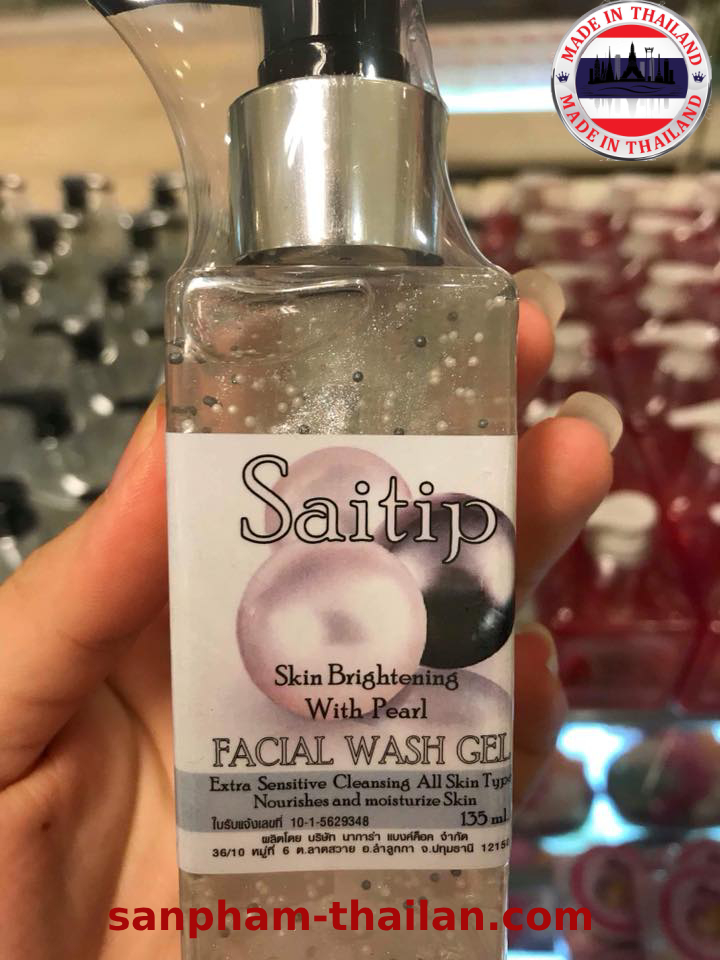 MADE IN THAILAND
MADE IN THAILAND
Saitip
Skin Brightening
With Pearl
FACIAL WASH GEL
Extra Sensitive Cleansing All Skin Type
Nourishes and moisturize Skin
ใบรับแจ้งเลขที่ 10-1-5629348 135 ml.
ผลิตโดย บริษัท นาการ่า แบงค์ค็อค จำกัด
36/10 หมู่ที่ 6 ต.ลาดสวาย อ.ลำลูกกา จ.ปทุมธานี 12150
sanpham-thailan.com